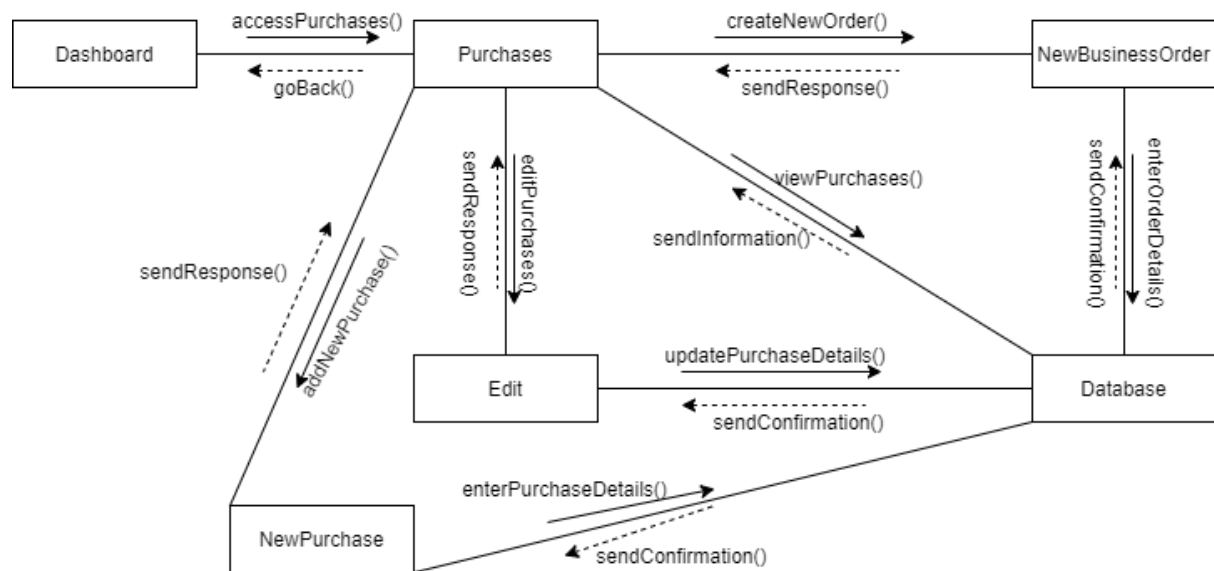 accessPurchases()
createNewOrder()
Dashboard
Purchases
NewBusinessOrder
goBack()
sendResponse()
sendResponse()
editPurchases()
viewPurchases()
sendInformation()
sendConfirmation()
enterOrderDetails()
sendResponse()
addNewPurchase()
updatePurchaseDetails()
Edit
Database
sendConfirmation()
enterPurchaseDetails()
NewPurchase
sendConfirmation()